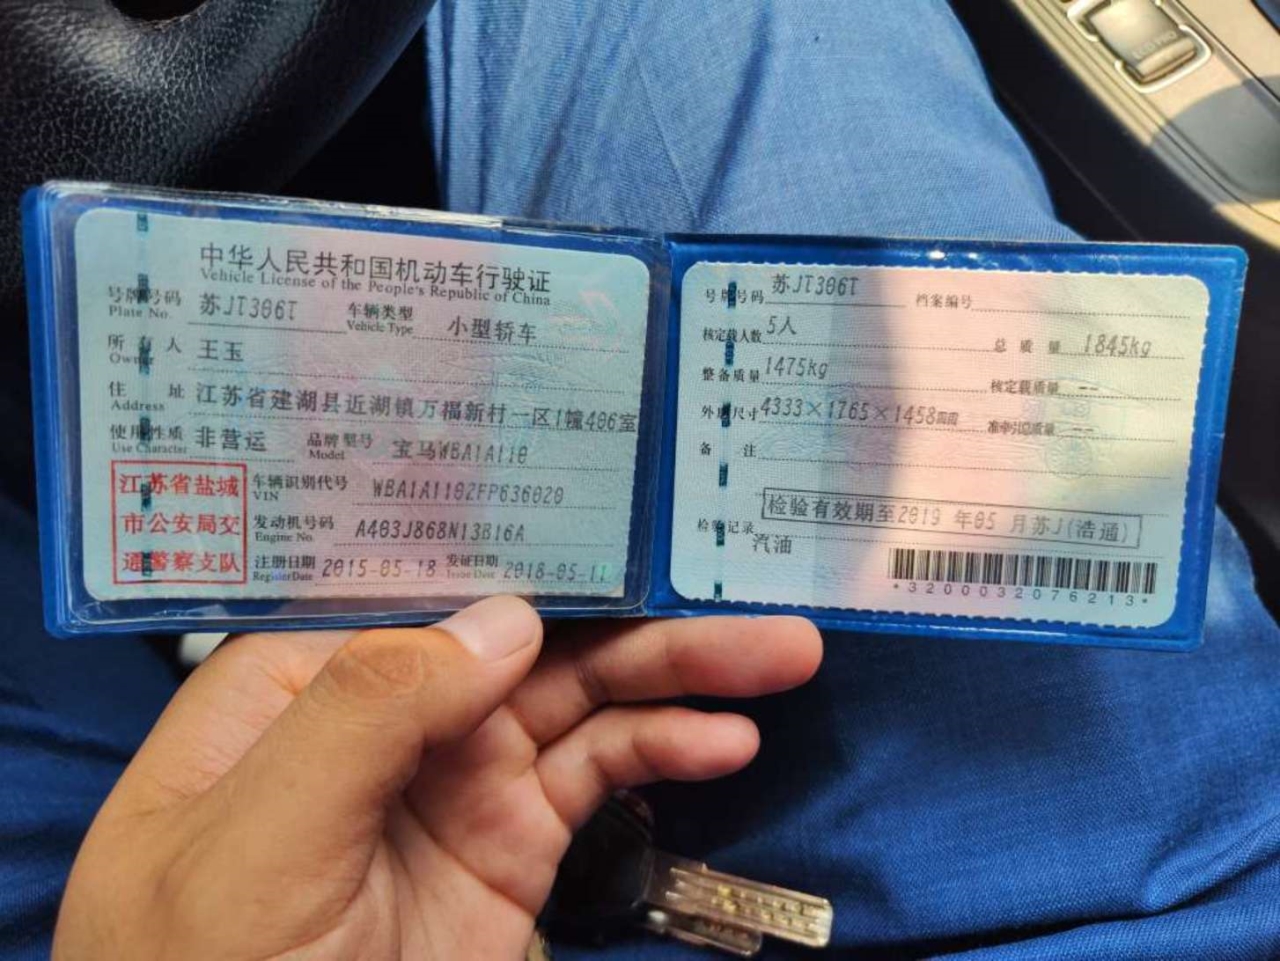 中华人民共和国机动车行驶证
Vehicle License of the People's Republic of China
号牌号码 苏JT306T 车辆类型 小型轿车
Plate No. Vehicle Type
所有人 王玉
Owner
住址 江苏省建湖县近湖镇万福新村一区1幢406室
Address
使用性质 非营运 品牌型号 宝马WBA1A110
Use Character Model
江苏省盐城
市公安局交
通警察支队
车辆识别代号 WBA1A1102FP636020
VIN
发动机号码 A403J868N13B16A
Engine No.
注册日期 2015-05-18 发证日期 2018-05-11
Register Date Issue Date
号牌号码 苏JT306T 档案编号
核定载人数 5人 总质量 1845kg
整备质量 1475kg 核定载质量 --
外廓尺寸 4333×1765×1458mm 准牵引总质量 --
备注
检验有效期至2019 年05 月苏J(浩通)
检验记录
汽油
*3200032076213*
ECO PRO